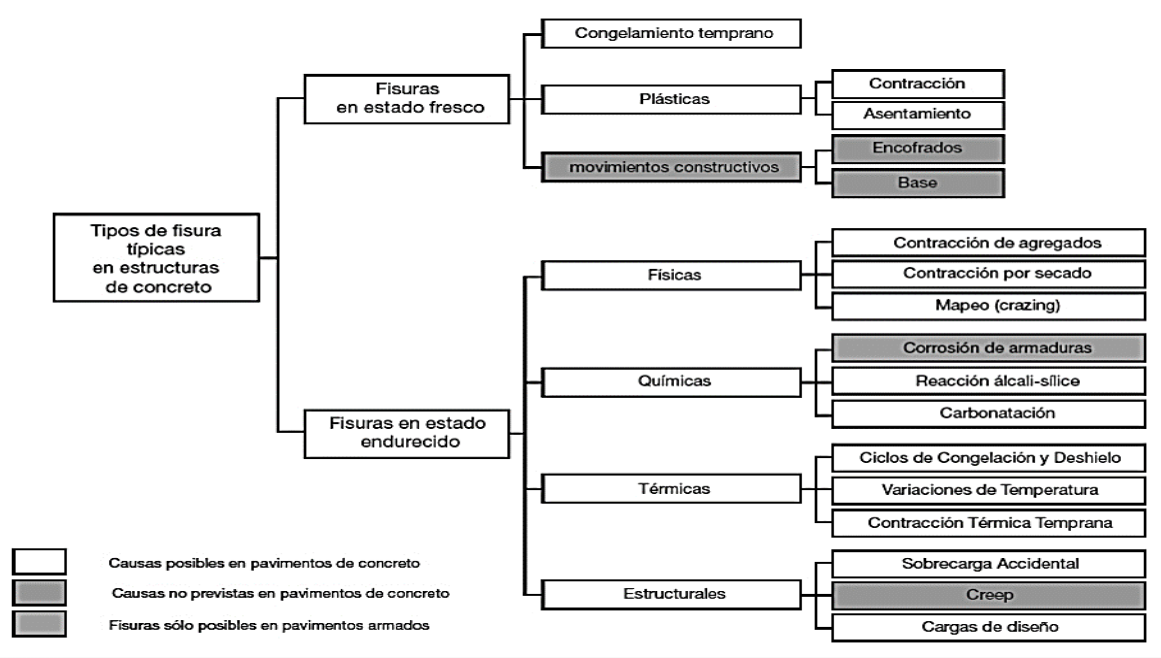 Tipos de fisura
típicas
en estructuras
de concreto
Fisuras
en estado fresco
Congelamiento temprano
Plásticas
Contracción
Asentamiento
movimientos constructivos
Encofrados
Base
Fisuras en estado
endurecido
Físicas
Contracción de agregados
Contracción por secado
Mapeo (crazing)
Químicas
Corrosión de armaduras
Reacción álcali-sílice
Carbonatación
Térmicas
Ciclos de Congelación y Deshielo
Variaciones de Temperatura
Contracción Térmica Temprana
Estructurales
Sobrecarga Accidental
Creep
Cargas de diseño
Causas posibles en pavimentos de concreto
Causas no previstas en pavimentos de concreto
Fisuras sólo posibles en pavimentos armados